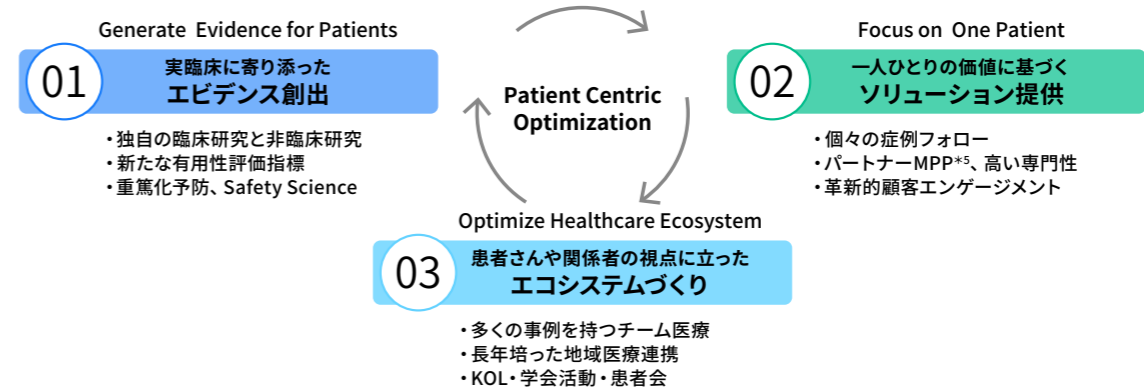 Generate Evidence for Patients
01
実臨床に寄り添った
エビデンス創出
・独自の臨床研究と非臨床研究
・新たな有用性評価指標
・重篤化予防、Safety Science
Patient Centric
Optimization
Focus on One Patient
02
一人ひとりの価値に基づく
ソリューション提供
・個々の症例フォロー
・パートナーMPP*5、高い専門性
・革新的顧客エンゲージメント
Optimize Healthcare Ecosystem
03
患者さんや関係者の視点に立った
エコシステムづくり
・多くの事例を持つチーム医療
・長年培った地域医療連携
・KOL・学会活動・患者会